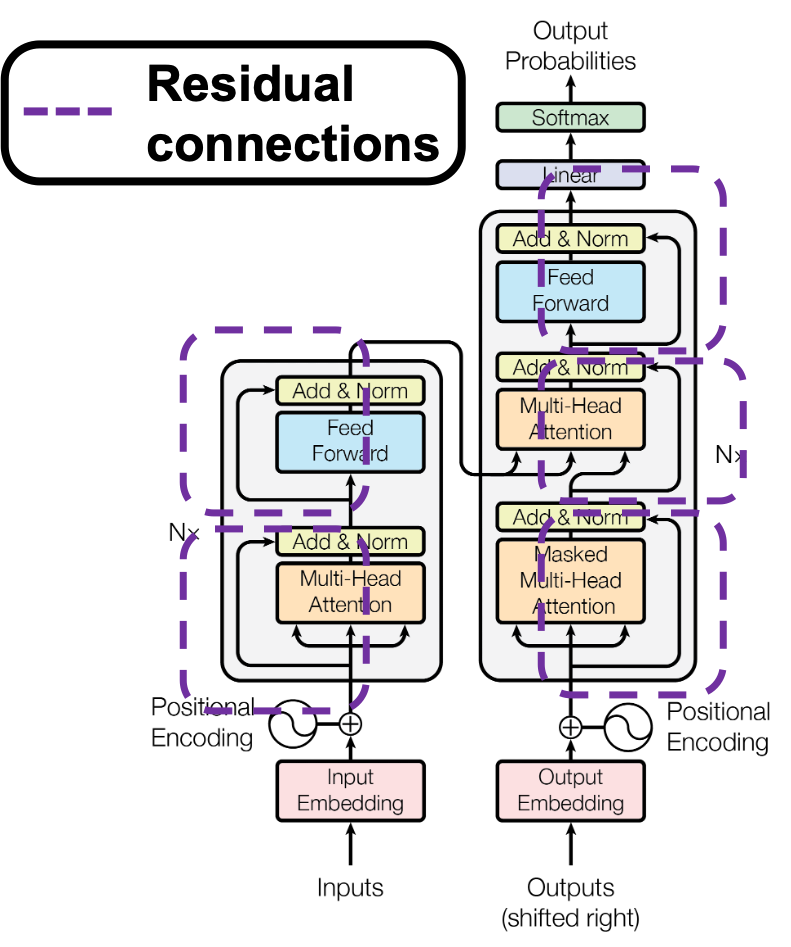 Residual
connections
Output
Probabilities
Softmax
Linear
Add & Norm
Feed
Forward
Add & Norm
Multi-Head
Attention
N×
Add & Norm
Masked
Multi-Head
Attention
Add & Norm
Feed
Forward
N×
Add & Norm
Multi-Head
Attention
Positional
Encoding
Positional
Encoding
Input
Embedding
Output
Embedding
Inputs
Outputs
(shifted right)